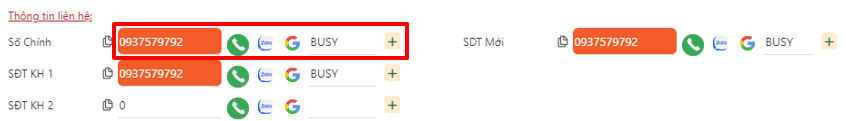 Thông tin liên hệ:
Số Chính 0937579792 Zalo G BUSY + SDT Mới 0937579792 Zalo G BUSY +
SĐT KH 1 0937579792 Zalo G BUSY +
SĐT KH 2 0 Zalo G +